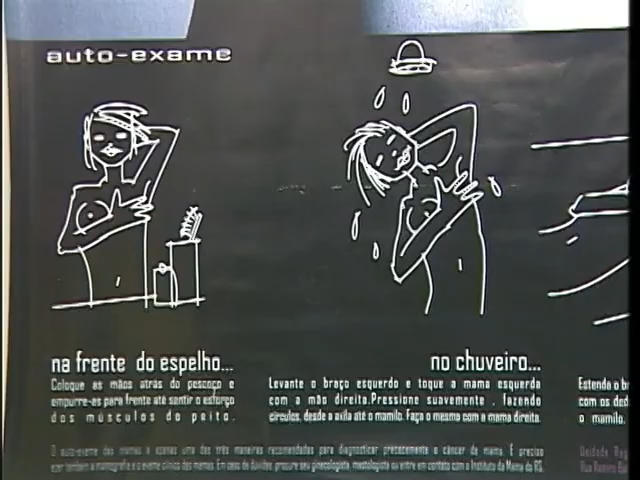 auto-exame
na frente do espelho...
Coloque as mãos atrás do pescoço e
empurre-as para frente até sentir o esforço
dos músculos do peito.
no chuveiro...
Levante o braço esquerdo e toque a mama esquerda
com a mão direita.Pressione suavemente , fazendo
círculos, desde a axila até o mamilo. Faça o mesmo com a mama direita.
Estenda o
com os ded
o mamilo.
O auto-exame das mamas é apenas uma das três maneiras recomendadas para diagnosticar precocemente o câncer de mama. É preciso
fazer também a mamografia e o exame clínico das mamas. Em caso de dúvidas, procure seu ginecologista, mastologista ou entre em contato com o Instituto da Mama do RS.